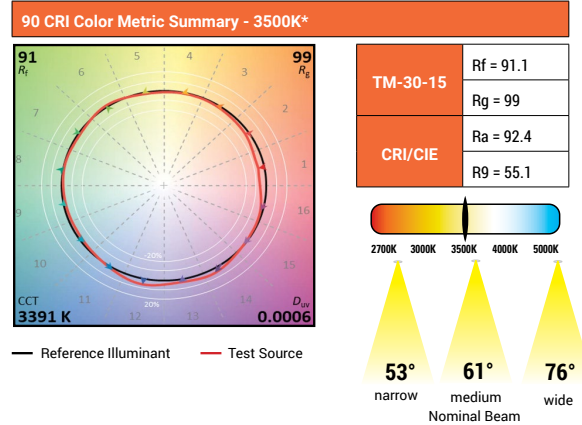 90 CRI Color Metric Summary - 3500K*
91
Rf
99
Rg
1
2
3
4
5
6
7
8
9
10
11
12
13
14
15
16
-20%
20%
CCT
3391 K
Duv
0.0006
Reference Illuminant
Test Source
TM-30-15
Rf = 91.1
Rg = 99
CRI/CIE
Ra = 92.4
R9 = 55.1
2700K 3000K 3500K 4000K 5000K
53° 61° 76°
narrow medium wide
Nominal Beam